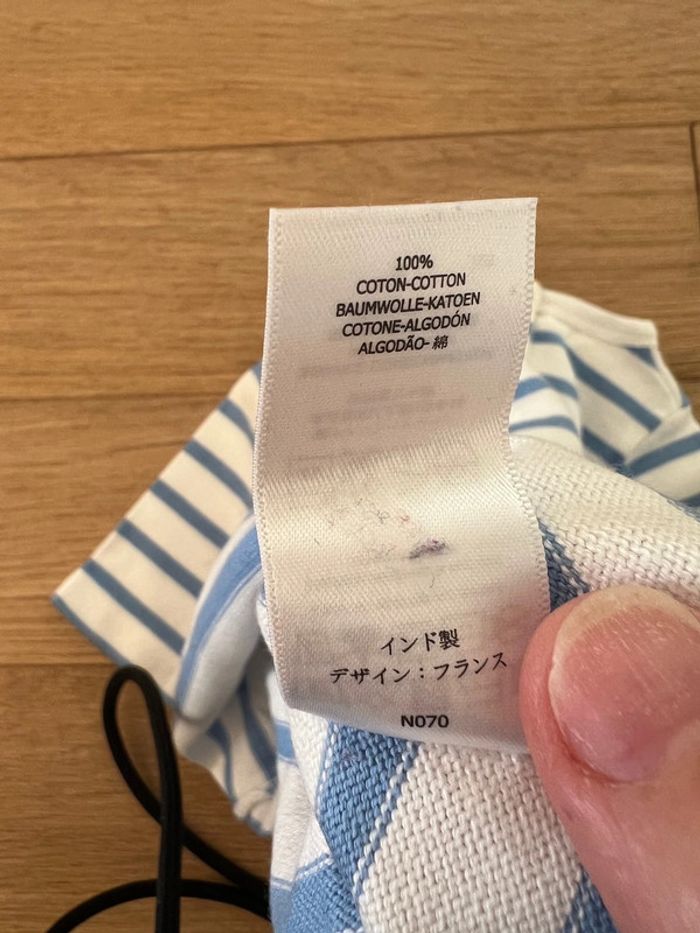 100%
COTON-COTTON
BAUMWOLLE-KATOEN
COTONE-ALGODÓN
ALGODÃO- 綿
インド製
デザイン：フランス
N070